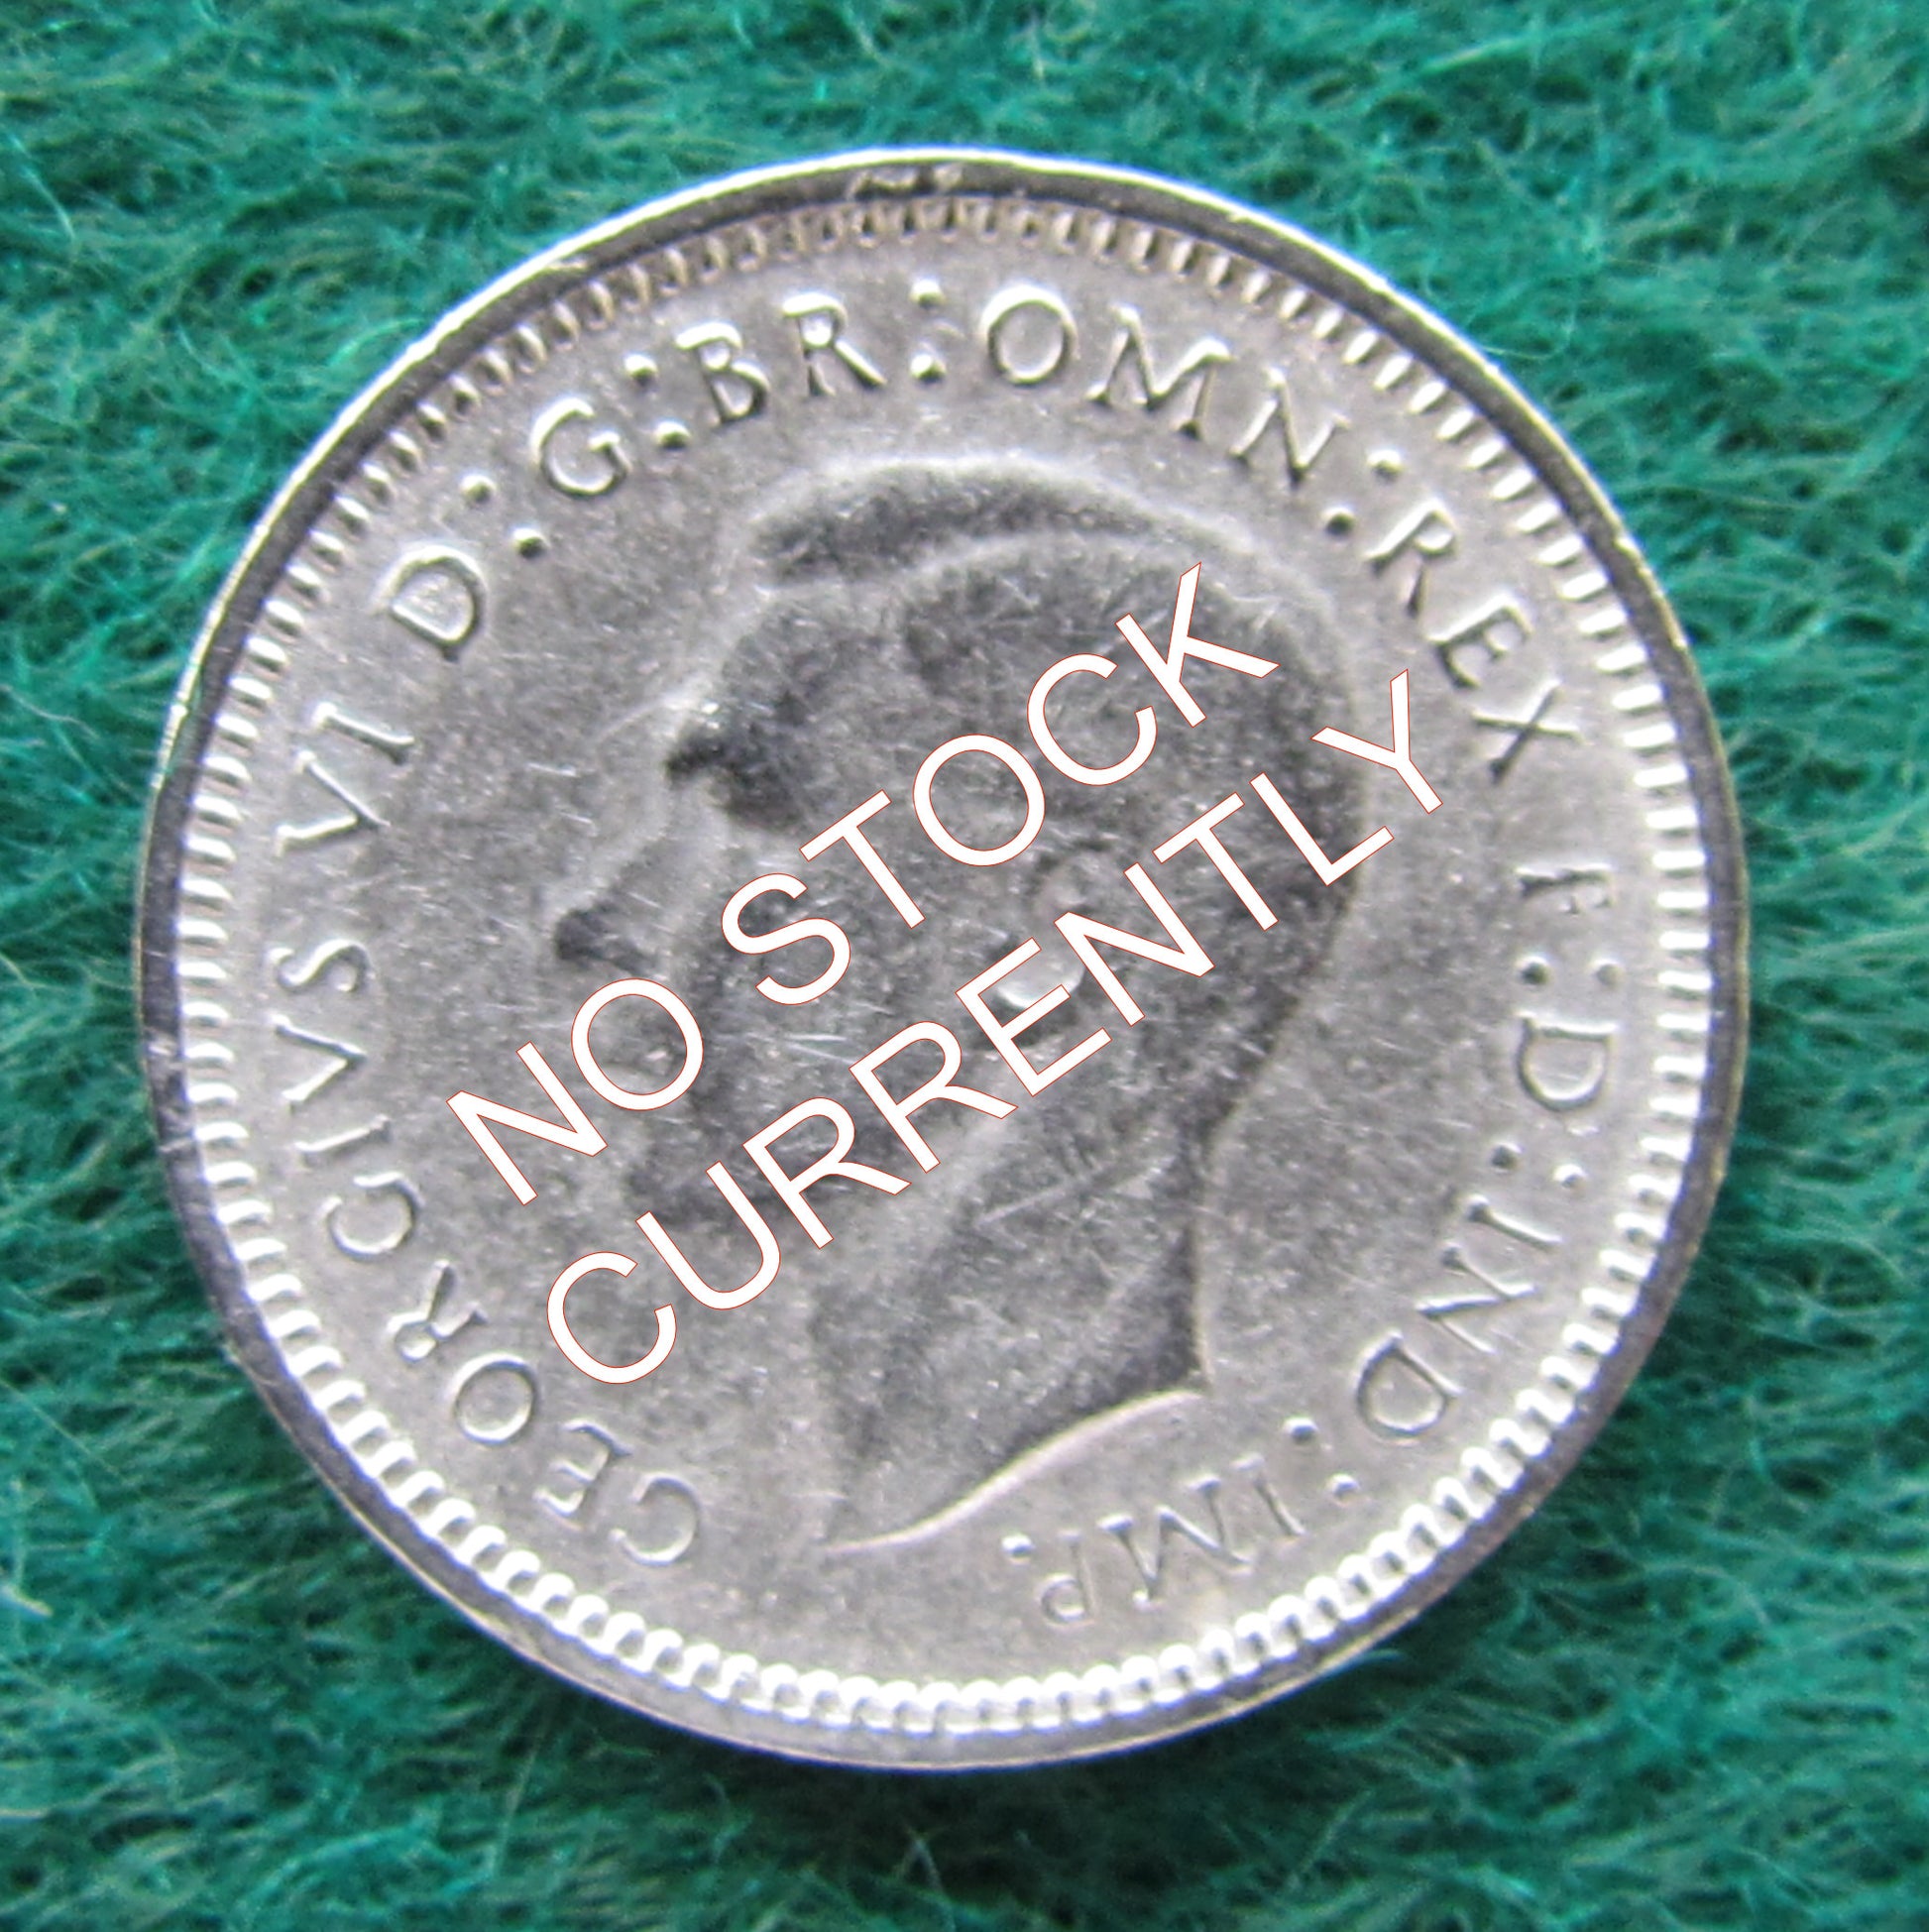 GEORGIVS VI D:G:BR:OMN:REX F:D:IND:IMP.
NO STOCK
CURRENTLY